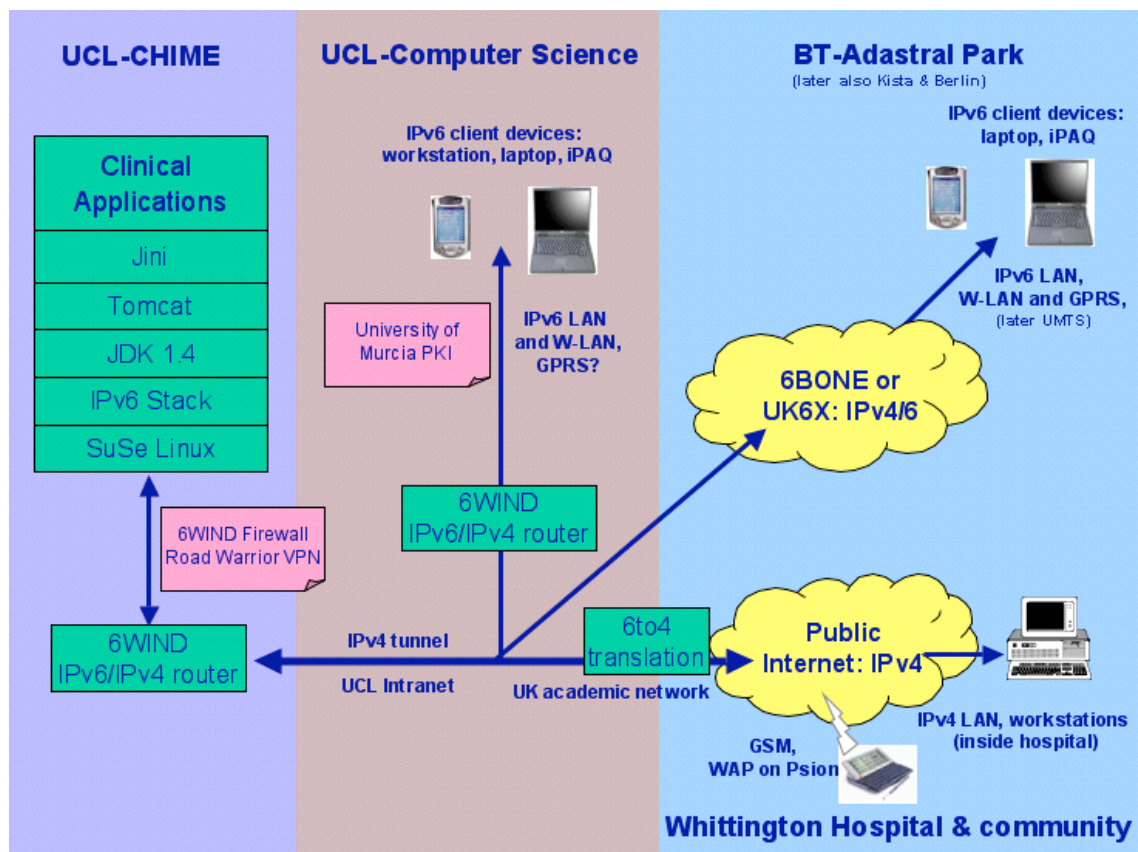 UCL-CHIME
Clinical
Applications
Jini
Tomcat
JDK 1.4
IPv6 Stack
SuSe Linux
6WIND Firewall
Road Warrior VPN
6WIND
IPv6/IPv4 router
UCL-Computer Science
IPv6 client devices:
workstation, laptop, iPAQ
University of
Murcia PKI
IPv6 LAN
and W-LAN,
GPRS?
6WIND
IPv6/IPv4 router
IPv4 tunnel
UCL Intranet
6to4
translation
UK academic network
BT-Adastral Park
(later also Kista & Berlin)
IPv6 client devices:
laptop, iPAQ
IPv6 LAN,
W-LAN and GPRS,
(later UMTS)
6BONE or
UK6X: IPv4/6
Public
Internet: IPv4
IPv4 LAN, workstations
(inside hospital)
GSM,
WAP on Psion
Whittington Hospital & community